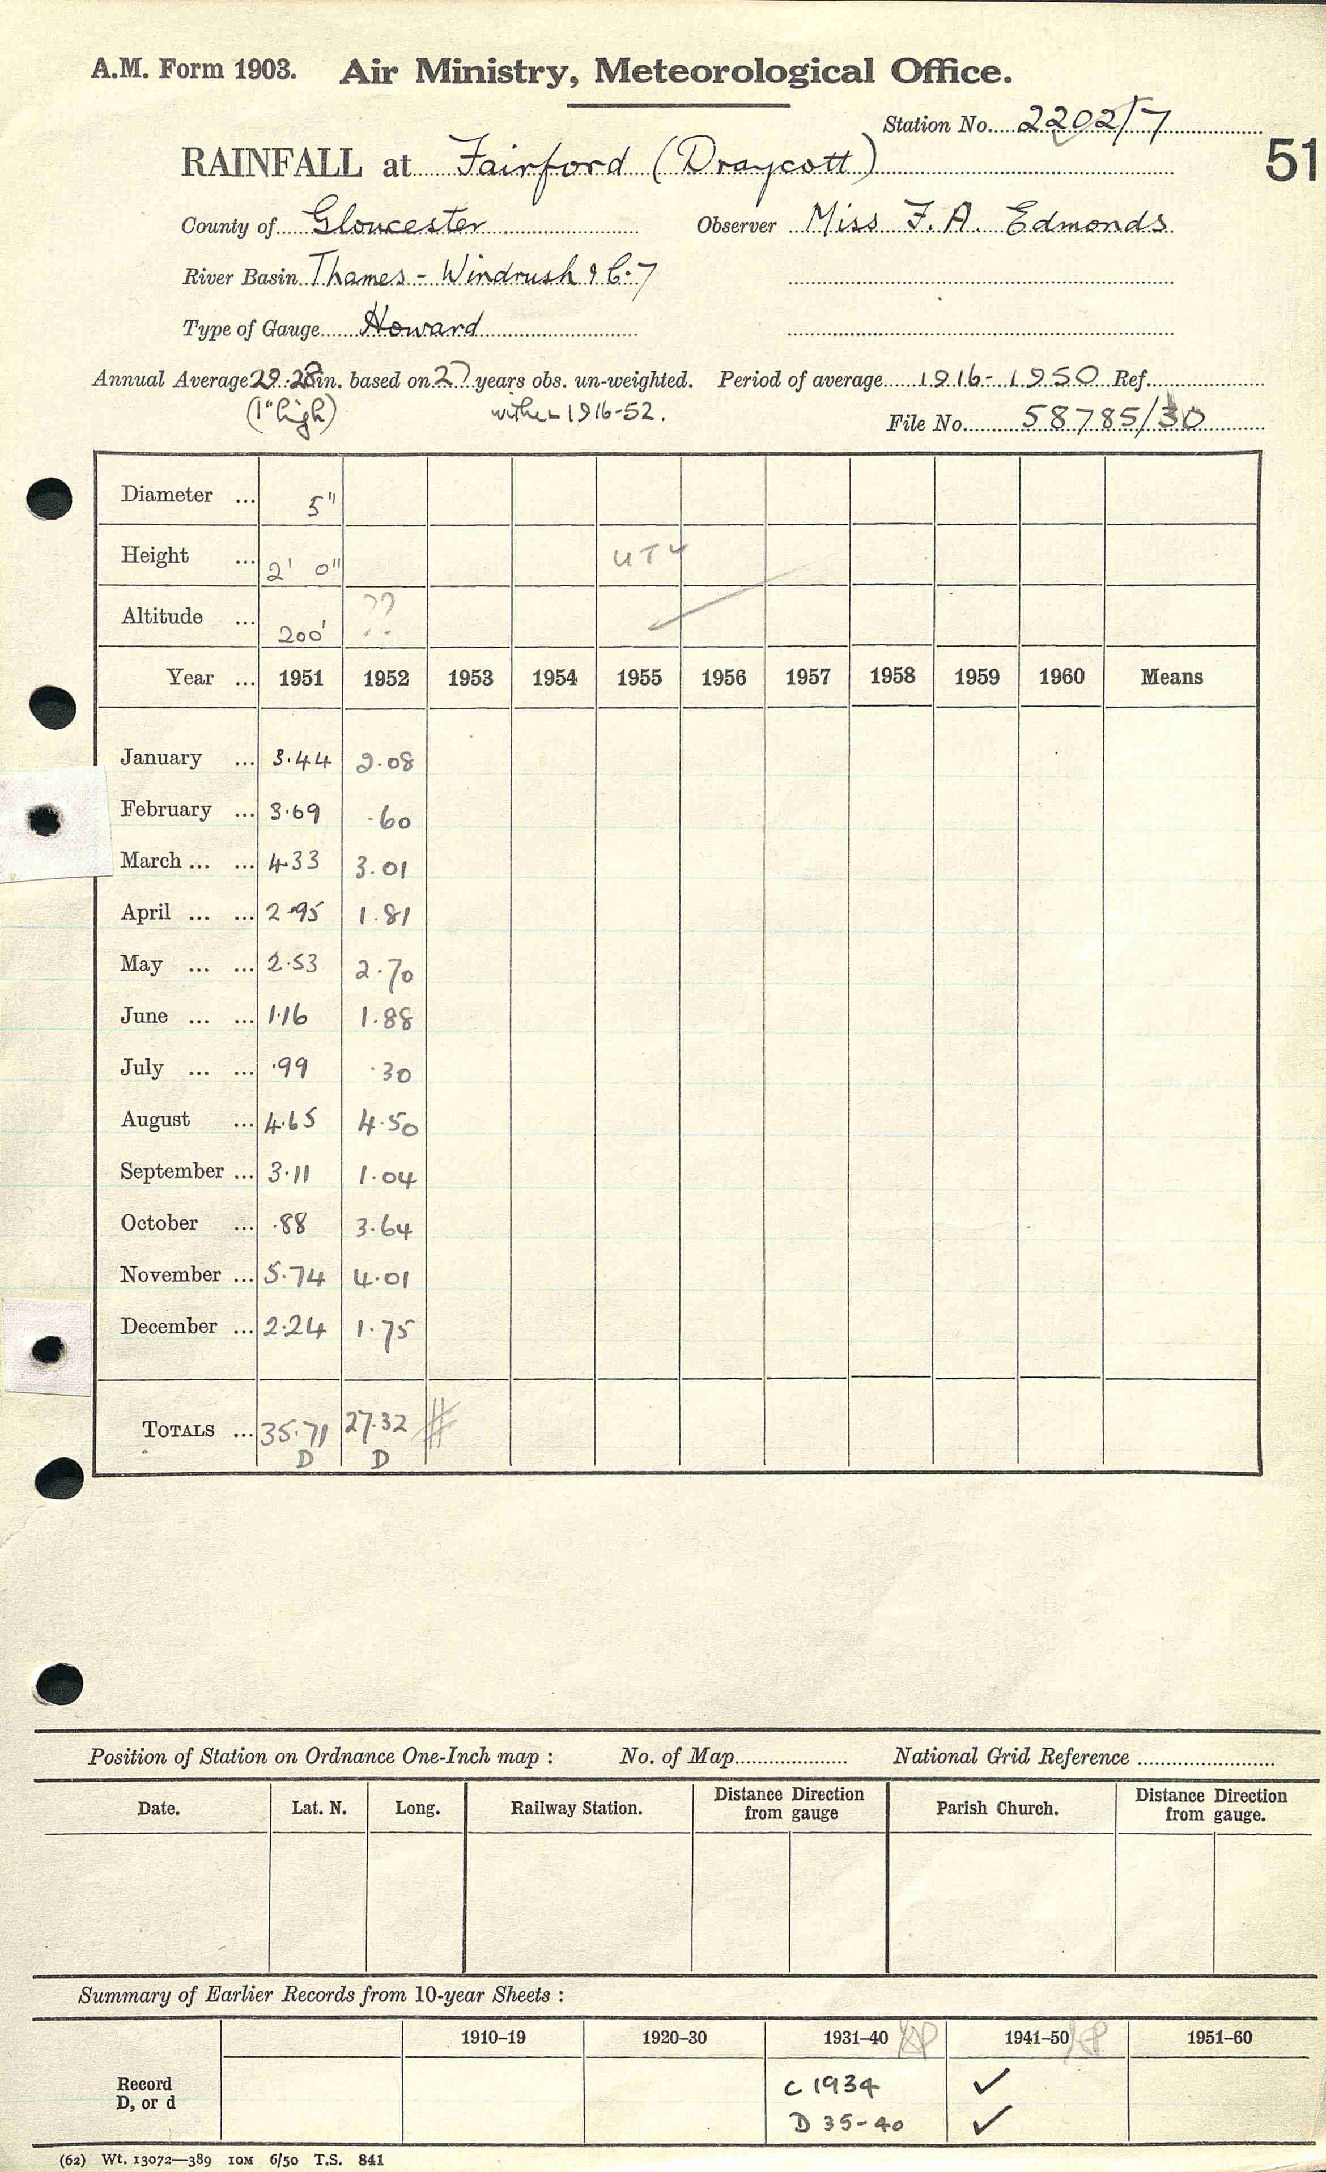 A.M. Form 1903. Air Ministry, Meteorological Office.
Station No. 2202/7
51
RAINFALL at Fairford (Draycott)
County of Gloucester Observer Miss F. A. Edmonds
River Basin Thames - Windrush & C-7
Type of Gauge Howard
Annual Average 29.28 in. based on 27 years obs. un-weighted. Period of average 1916-1950 Ref.
(1" high) within 1916-52. File No. 58785/30
Diameter ... 5"
Height ... 2' 0" UTY
Altitude ... 200' ??
Year ... 1951 1952 1953 1954 1955 1956 1957 1958 1959 1960 Means
January ... 3.44 2.08
February ... 3.69 .60
March ... ... 4.33 3.01
April ... ... 2.95 1.81
May ... ... 2.53 2.70
June ... ... 1.16 1.88
July ... ... .99 .30
August ... 4.65 4.50
September ... 3.11 1.04
October ... .88 3.64
November ... 5.74 4.01
December ... 2.24 1.75
TOTALS ... 35.71 27.32
D D
Position of Station on Ordnance One-Inch map : No. of Map National Grid Reference
Date. Lat. N. Long. Railway Station. Distance from gauge Direction Parish Church. Distance from gauge. Direction
Summary of Earlier Records from 10-year Sheets :
1910–19 1920–30 1931–40 1941–50 1951–60
Record C 1934 ✓
D, or d D 35-40 ✓
(62) Wt. 13072—389 10M 6/50 T.S. 841